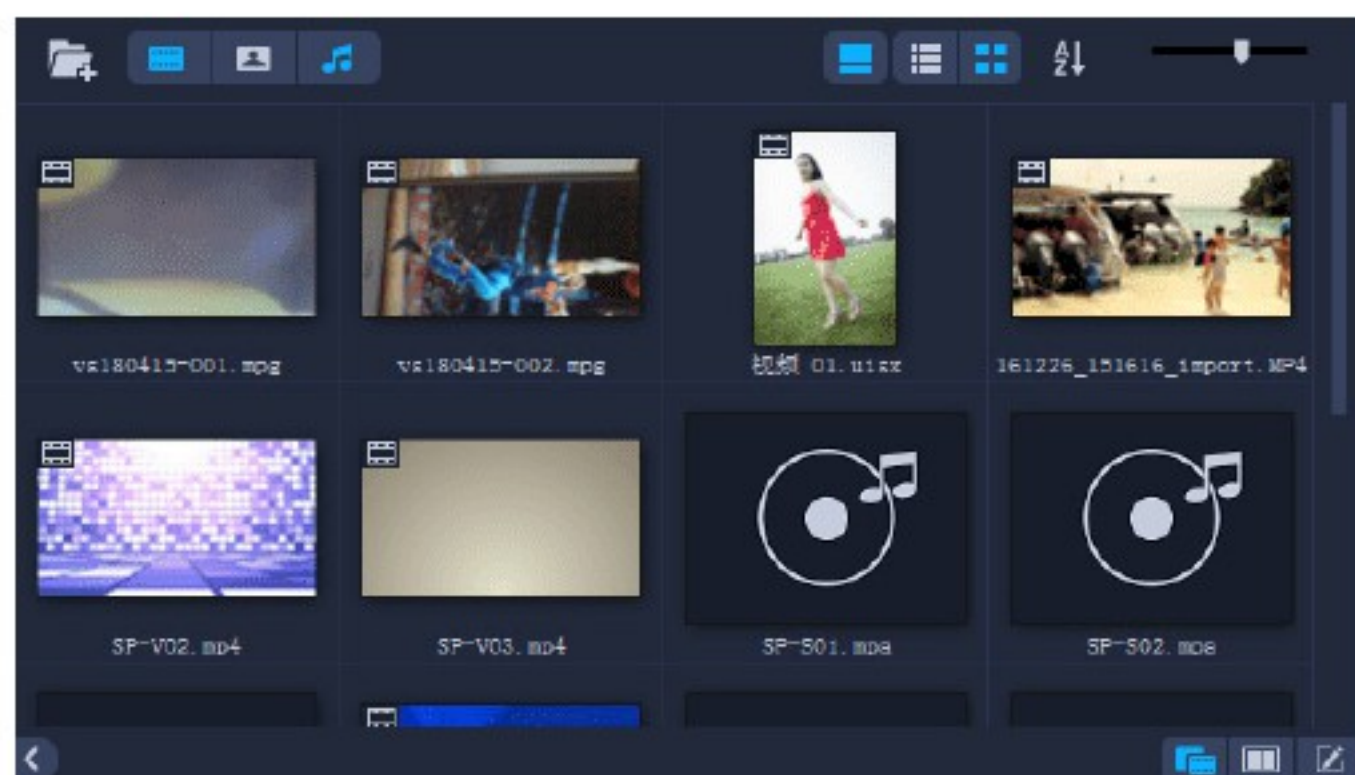 A
Z
vs180415-001.mpg
vs180415-002.mpg
视频 01.uisx
161226_151616_import.MP4
SP-V02.mp4
SP-V03.mp4
SP-S01.mpa
SP-S02.mpa